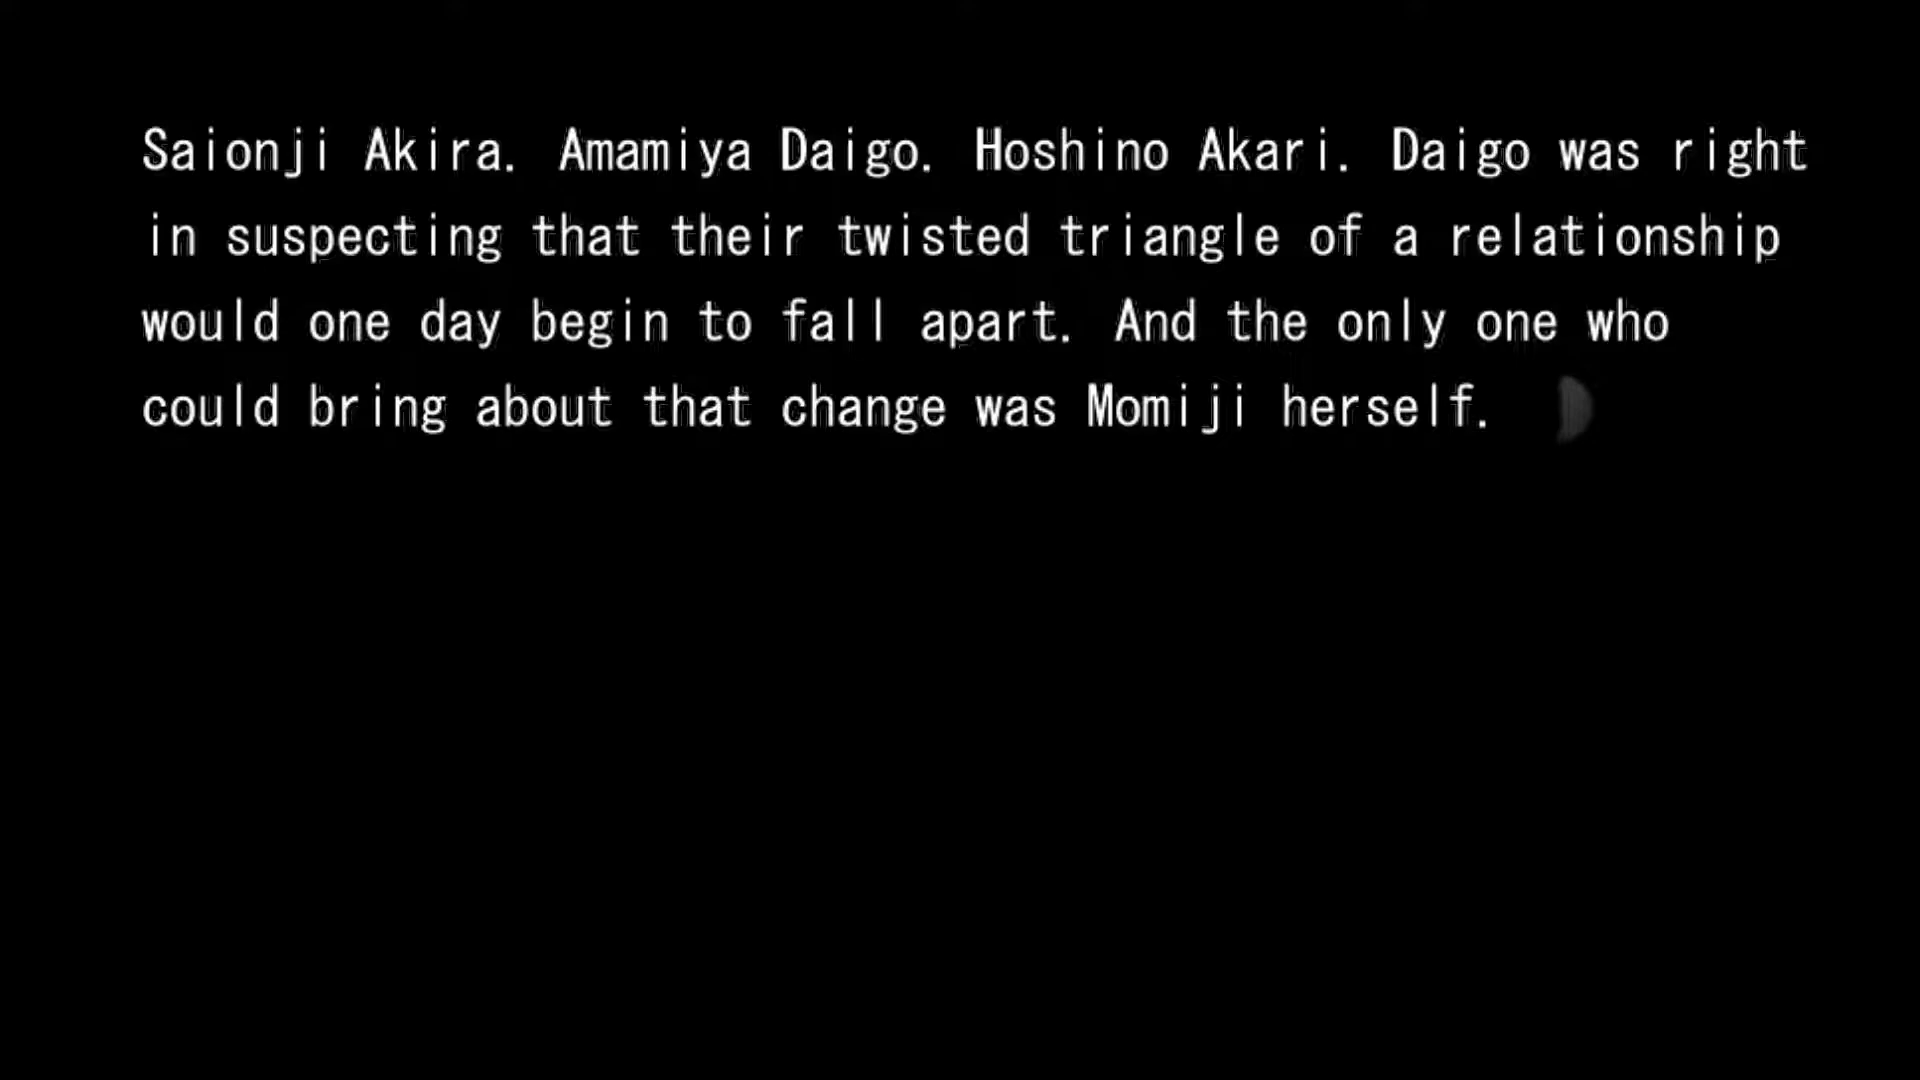 Saionji Akira. Amamiya Daigo. Hoshino Akari. Daigo was right
in suspecting that their twisted triangle of a relationship
would one day begin to fall apart. And the only one who
could bring about that change was Momiji herself.